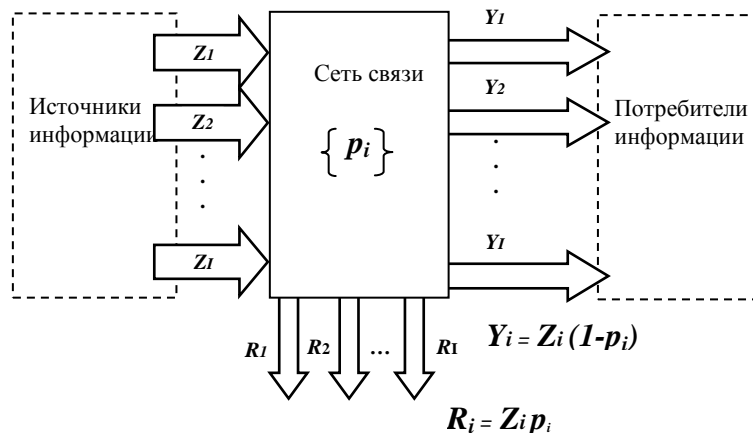 Y1
Z1
Сеть связи
Источники
информации
Z2
Y2
Потребители
информации
{ pi }
ZI
YI
R1 R2 ... RI
Yi = Zi (1-pi)
Ri = Zi pi